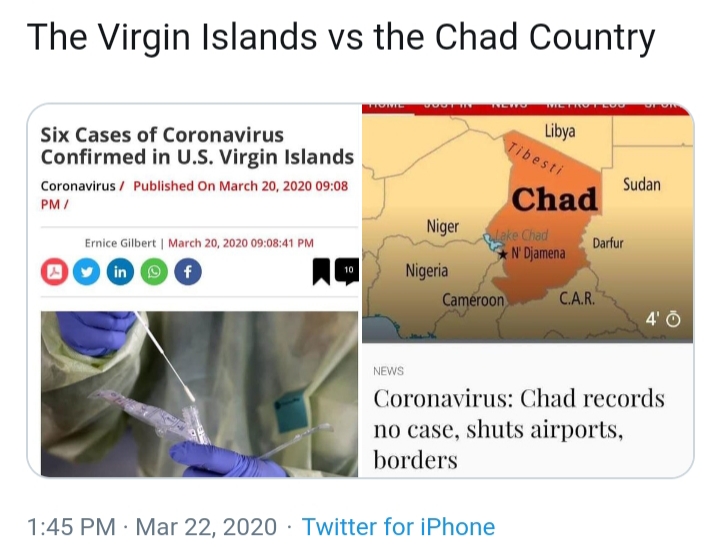 The Virgin Islands vs the Chad Country
Six Cases of Coronavirus
Confirmed in U.S. Virgin Islands
Coronavirus / Published On March 20, 2020 09:08
PM /
Ernice Gilbert | March 20, 2020 09:08:41 PM
in
f
10
Libya
Tibesti
Chad
Sudan
Niger
Lake Chad
Darfur
N'Djamena
Nigeria
Cameroon
C.A.R.
4'
NEWS
Coronavirus: Chad records
no case, shuts airports,
borders
1:45 PM · Mar 22, 2020 · Twitter for iPhone